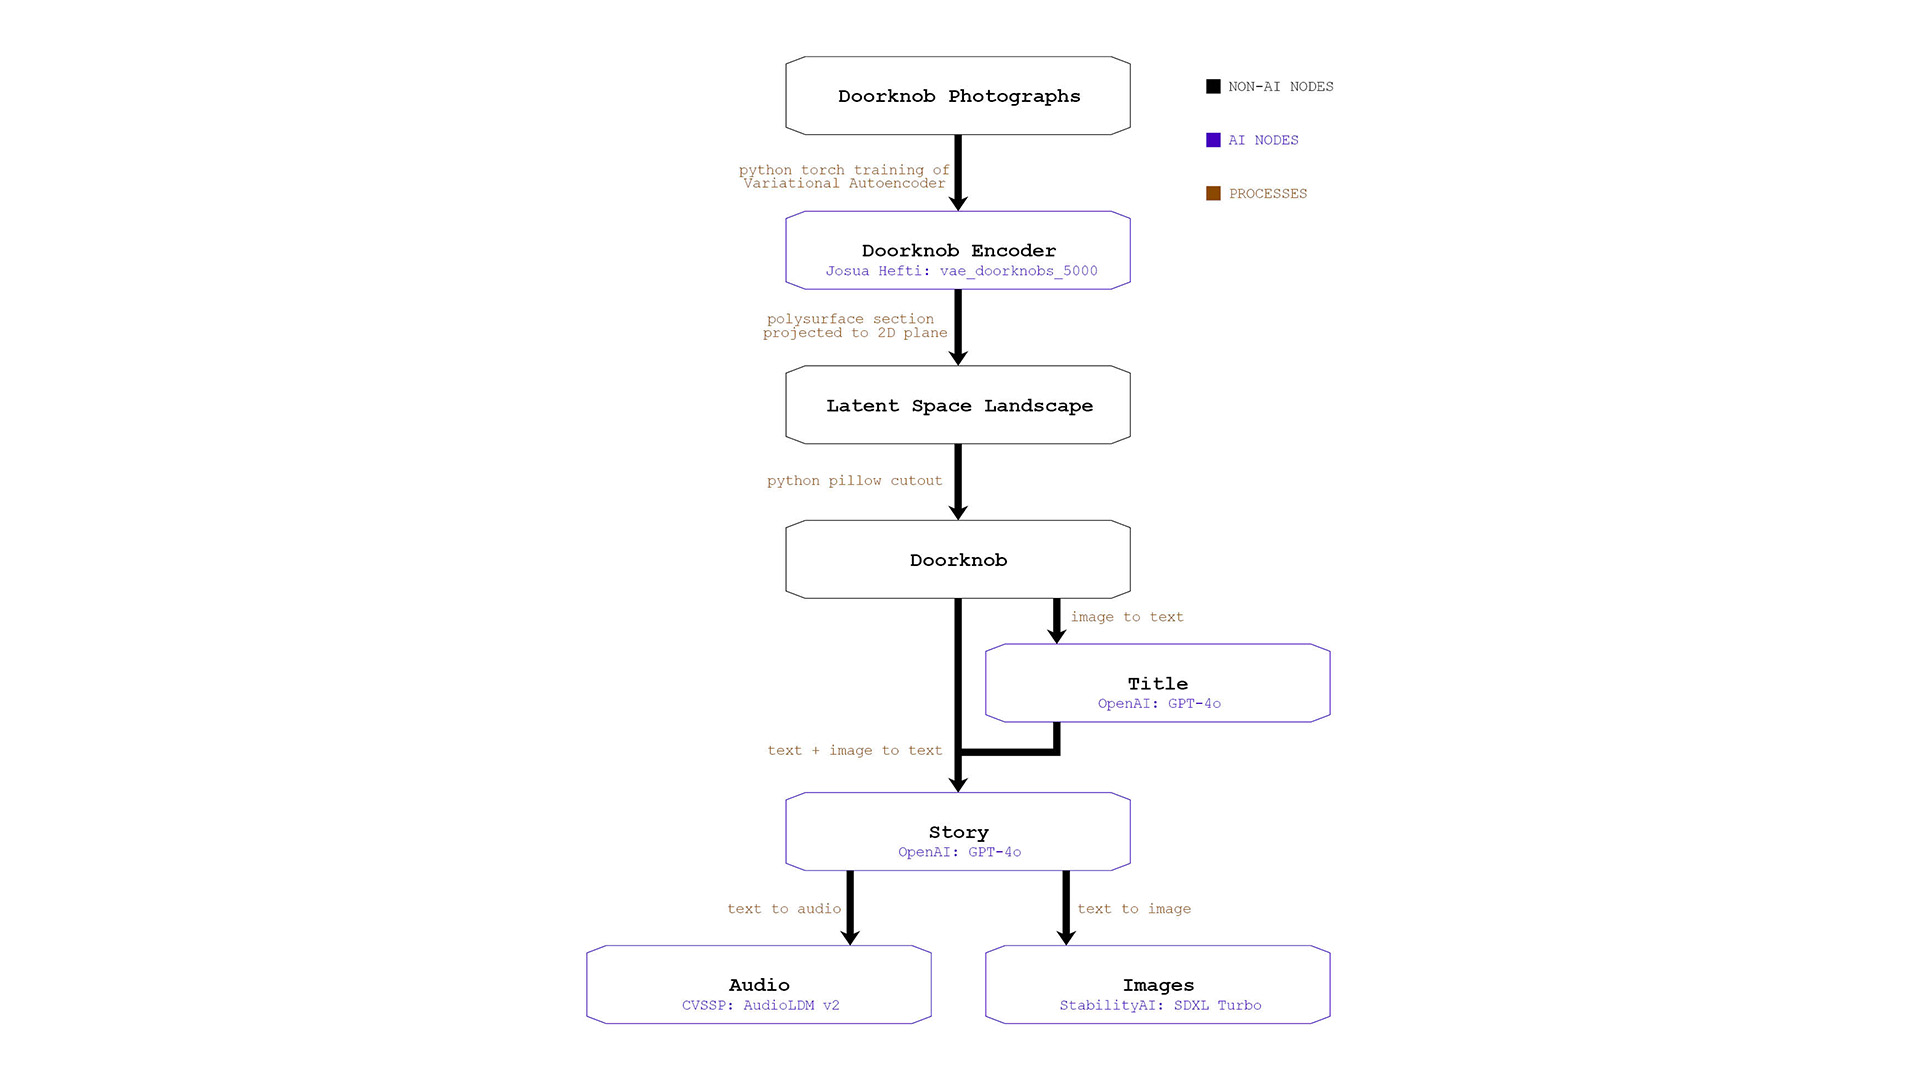 Doorknob Photographs
NON-AI NODES
AI NODES
PROCESSES
python torch training of
Variational Autoencoder
Doorknob Encoder
Josua Hefti: vae_doorknobs_5000
polysurface section
projected to 2D plane
Latent Space Landscape
python pillow cutout
Doorknob
image to text
Title
OpenAI: GPT-4o
text + image to text
Story
OpenAI: GPT-4o
text to audio
text to image
Audio
CVSSP: AudioLDM v2
Images
StabilityAI: SDXL Turbo